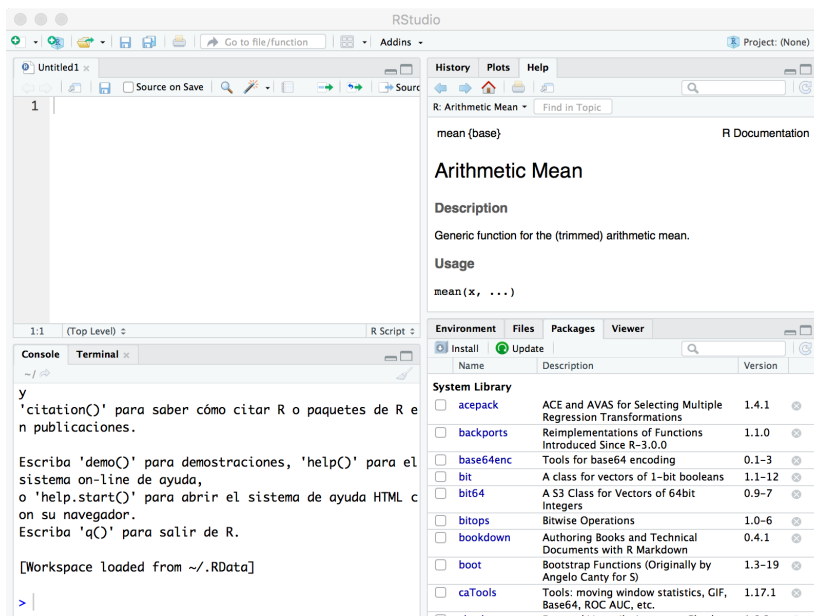 RStudio
Go to file/function
Addins
Project: (None)
Untitled1
Source on Save
Sourc
1
1:1 (Top Level) R Script
Console Terminal
~/
y
'citation()' para saber cómo citar R o paquetes de R e
n publicaciones.
Escriba 'demo()' para demostraciones, 'help()' para el
sistema on-line de ayuda,
o 'help.start()' para abrir el sistema de ayuda HTML c
on su navegador.
Escriba 'q()' para salir de R.
[Workspace loaded from ~/.RData]
>
History Plots Help
R: Arithmetic Mean Find in Topic
mean {base} R Documentation
Arithmetic Mean
Description
Generic function for the (trimmed) arithmetic mean.
Usage
mean(x, ...)
Environment Files Packages Viewer
Install Update
Name Description Version
System Library
acepack ACE and AVAS for Selecting Multiple 1.4.1
Regression Transformations
backports Reimplementations of Functions 1.1.0
Introduced Since R-3.0.0
base64enc Tools for base64 encoding 0.1-3
bit A class for vectors of 1-bit booleans 1.1-12
bit64 A S3 Class for Vectors of 64bit 0.9-7
Integers
bitops Bitwise Operations 1.0-6
bookdown Authoring Books and Technical 0.4.1
Documents with R Markdown
boot Bootstrap Functions (Originally by 1.3-19
Angelo Canty for S)
caTools Tools: moving window statistics, GIF, 1.17.1
Base64, ROC AUC, etc.